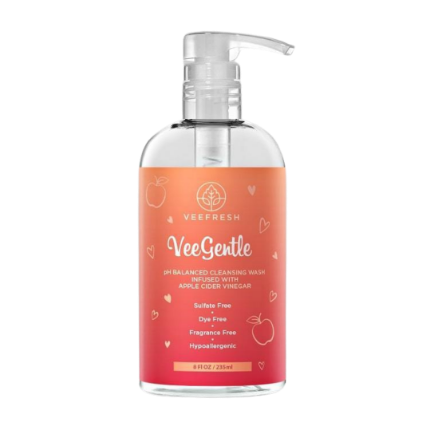 VEEFRESH
VeeGentle
pH BALANCED CLEANSING WASH
INFUSED WITH
APPLE CIDER VINEGAR
Sulfate Free
•
Dye Free
•
Fragrance Free
•
Hypoallergenic
8 Fl OZ / 235ml